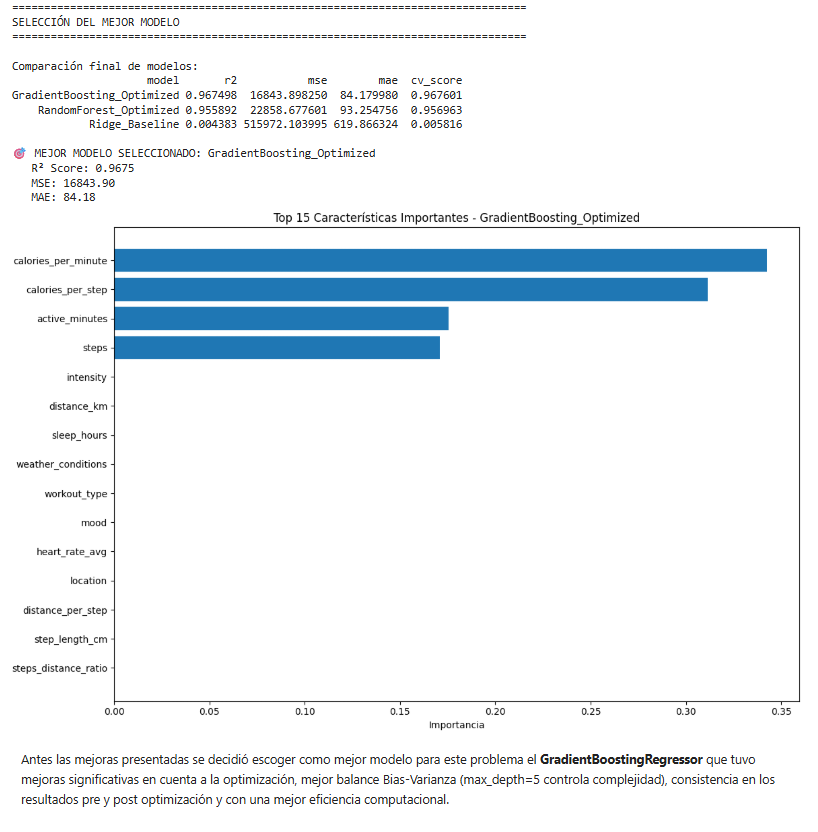 ================================================================================
SELECCIÓN DEL MEJOR MODELO
================================================================================
Comparación final de modelos:
model r2 mse mae cv_score
GradientBoosting_Optimized 0.967498 16843.898250 84.179980 0.967601
RandomForest_Optimized 0.955892 22858.677601 93.254756 0.956963
Ridge_Baseline 0.004383 515972.103995 619.866324 0.005816
🎯 MEJOR MODELO SELECCIONADO: GradientBoosting_Optimized
R² Score: 0.9675
MSE: 16843.90
MAE: 84.18
Top 15 Características Importantes - GradientBoosting_Optimized
calories_per_minute
calories_per_step
active_minutes
steps
intensity
distance_km
sleep_hours
weather_conditions
workout_type
mood
heart_rate_avg
location
distance_per_step
step_length_cm
steps_distance_ratio
0.00 0.05 0.10 0.15 0.20 0.25 0.30 0.35
Importancia
Antes las mejoras presentadas se decidió escoger como mejor modelo para este problema el GradientBoostingRegressor que tuvo
mejoras significativas en cuenta a la optimización, mejor balance Bias-Varianza (max_depth=5 controla complejidad), consistencia en los
resultados pre y post optimización y con una mejor eficiencia computacional.